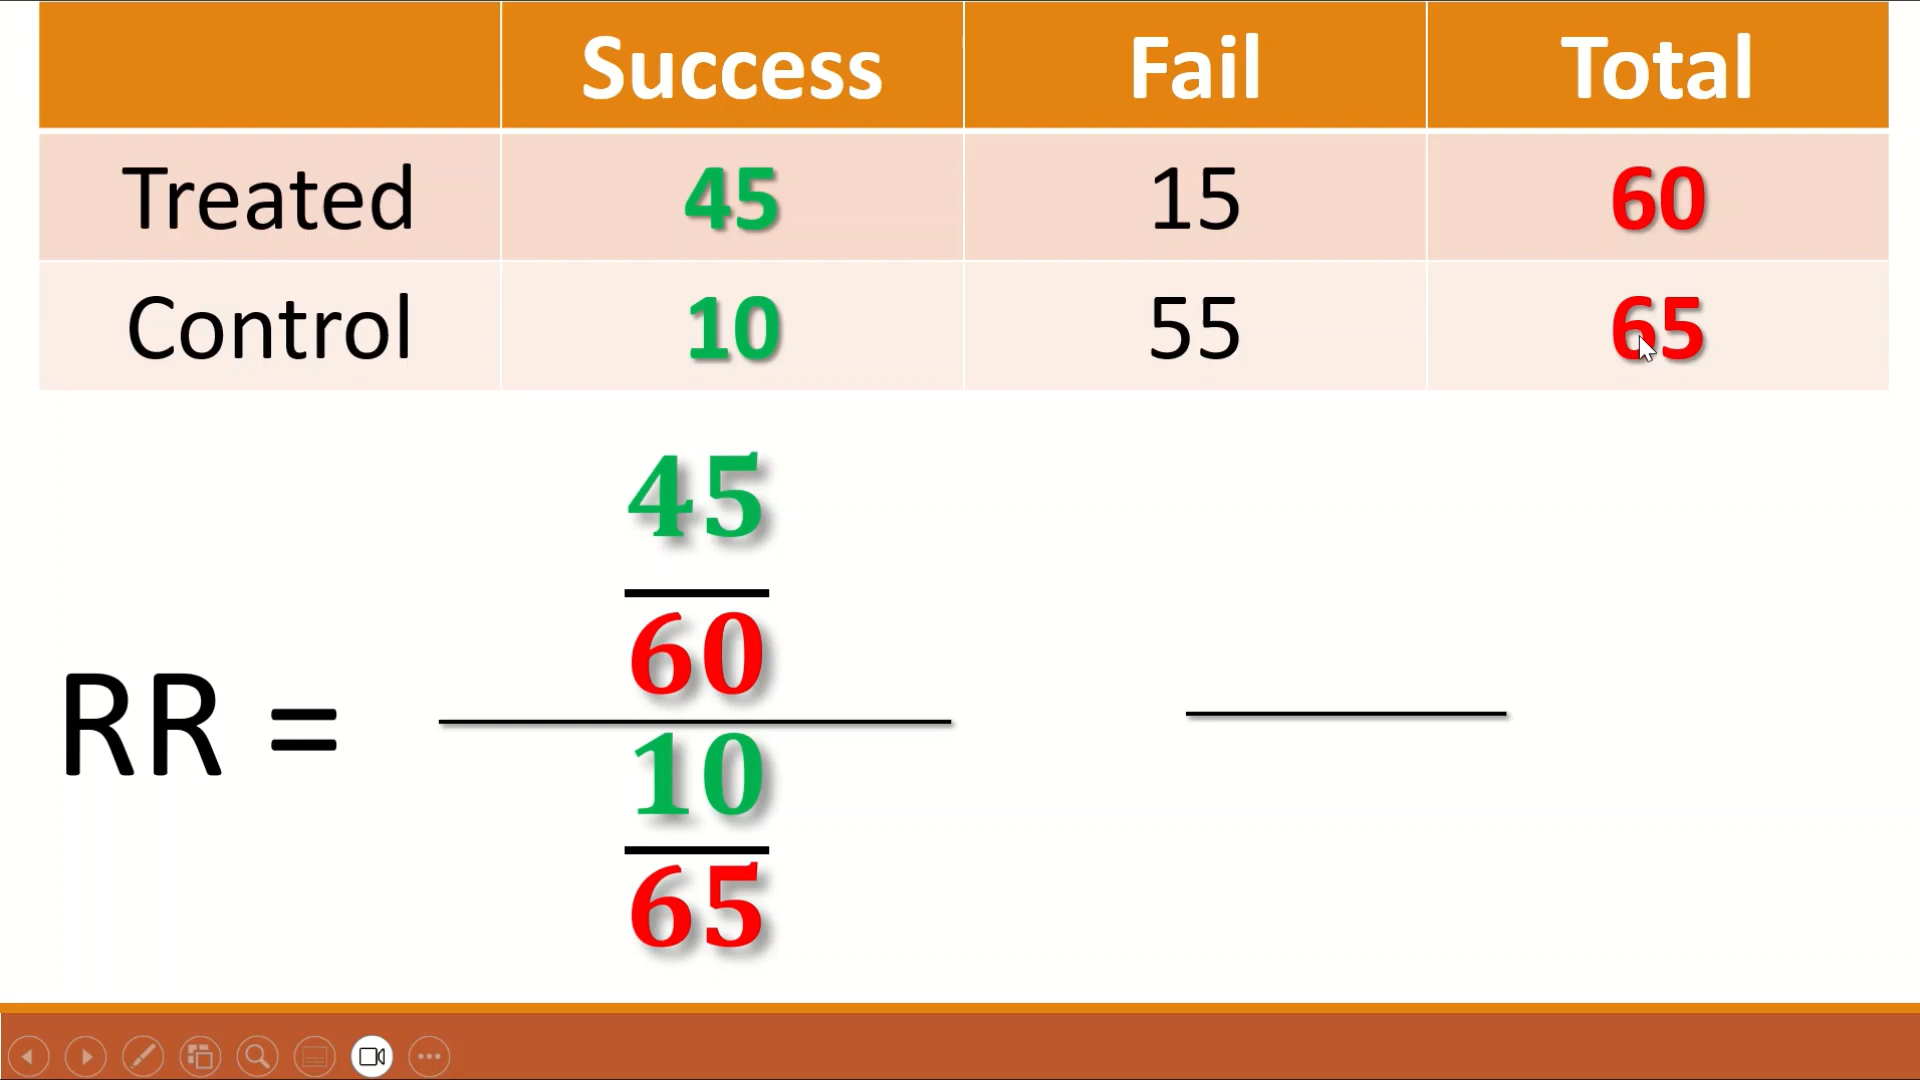 Success Fail Total
Treated 45 15 60
Control 10 55 65
45
60
RR =
10
65